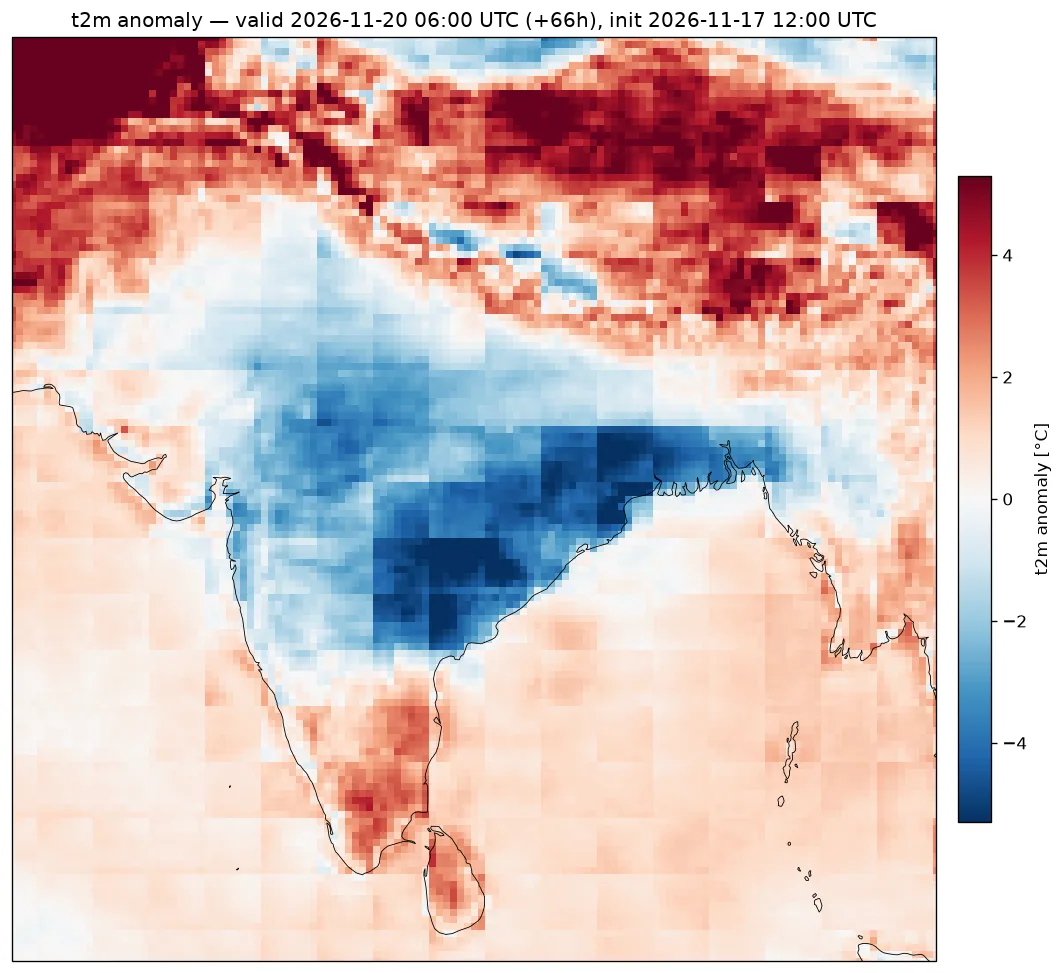 t2m anomaly — valid 2026-11-20 06:00 UTC (+66h), init 2026-11-17 12:00 UTC
4
2
0
−2
−4
t2m anomaly [°C]